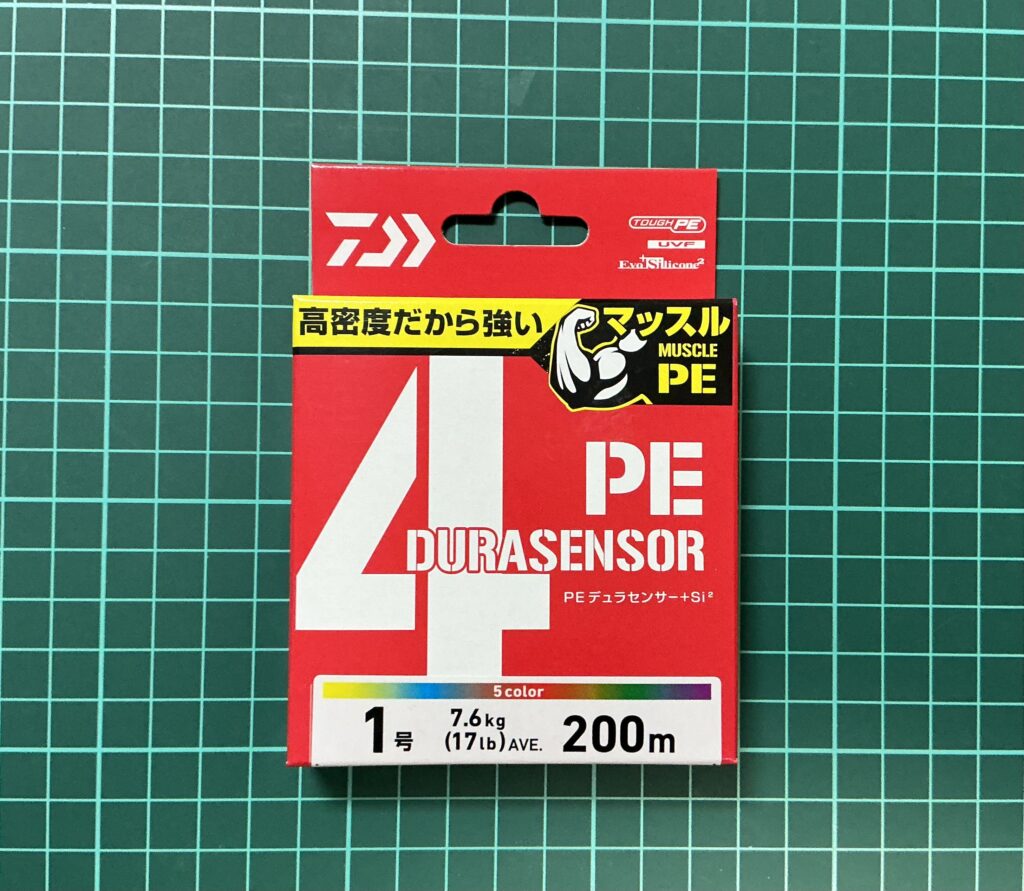 TOUGH PE
UVF
Evo+Silicone²
高密度だから強い
マッスル
MUSCLE
PE
4
PE
DURASENSOR
PEデュラセンサー+Si²
5color
1号
7.6kg
(17lb)AVE.
200m